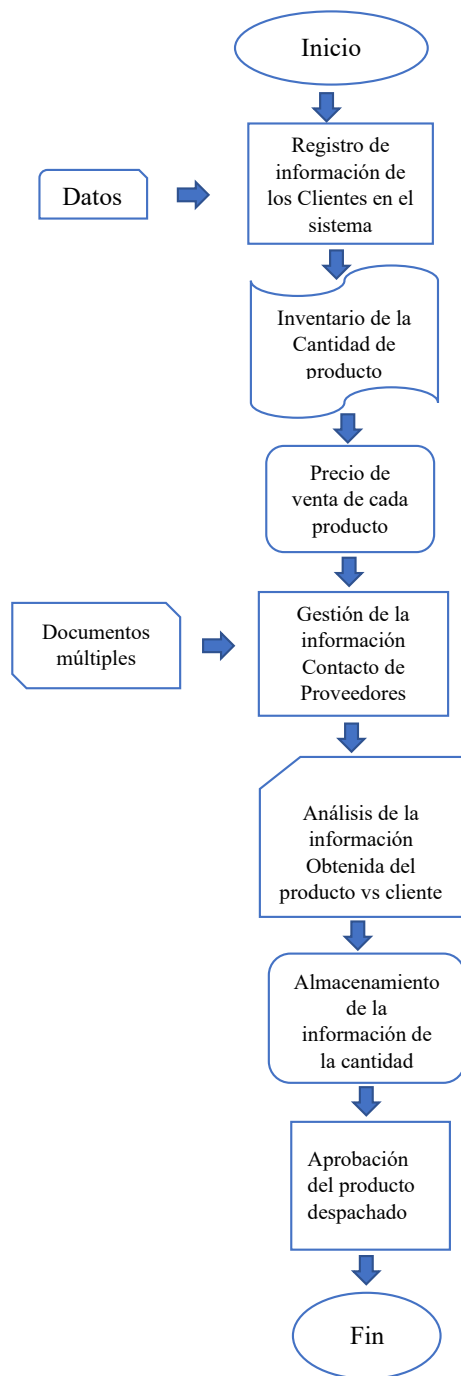 Inicio
Registro de
información de
los Clientes en el
sistema
Datos
Inventario de la
Cantidad de
producto
Precio de
venta de cada
producto
Documentos
múltiples
Gestión de la
información
Contacto de
Proveedores
Análisis de la
información
Obtenida del
producto vs cliente
Almacenamiento
de la
información de
la cantidad
Aprobación
del producto
despachado
Fin